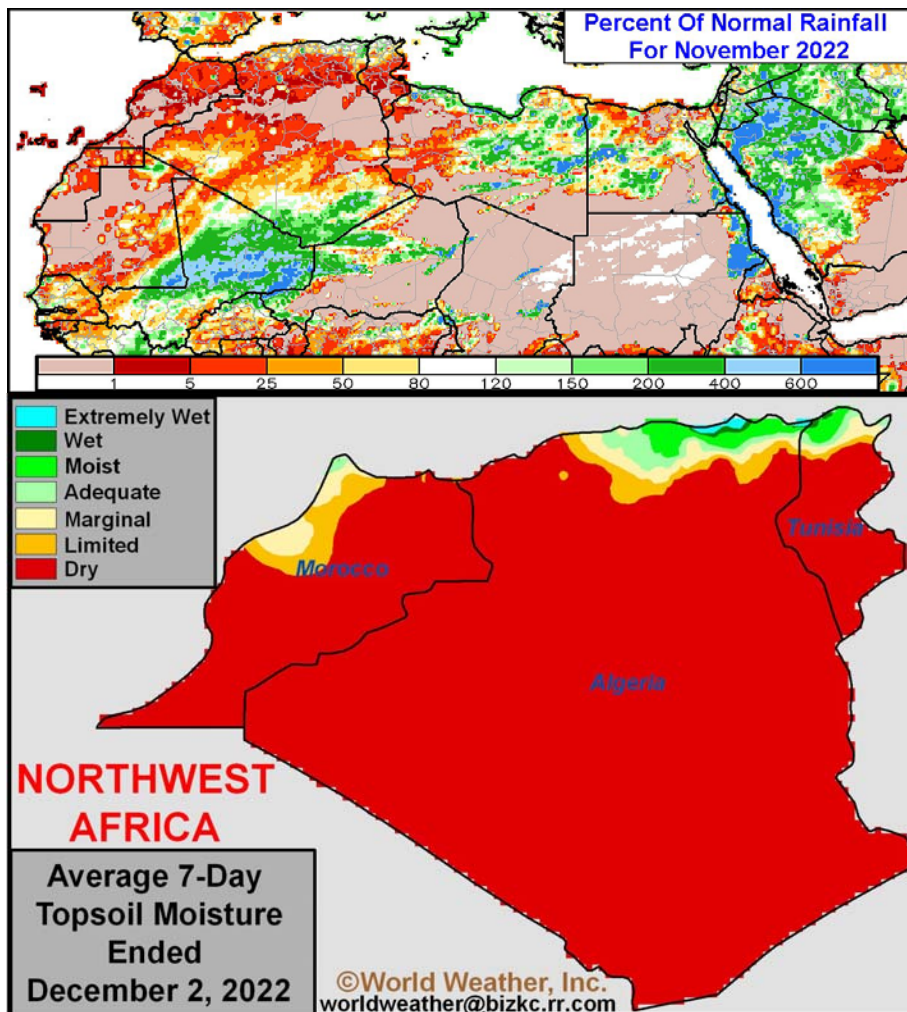 Percent Of Normal Rainfall
For November 2022
1 5 25 50 80 120 150 200 400 600
Extremely Wet
Wet
Moist
Adequate
Marginal
Limited
Dry
Morocco
Tunisia
Algeria
NORTHWEST
AFRICA
Average 7-Day
Topsoil Moisture
Ended
December 2, 2022
©World Weather, Inc.
worldweather@bizkc.rr.com